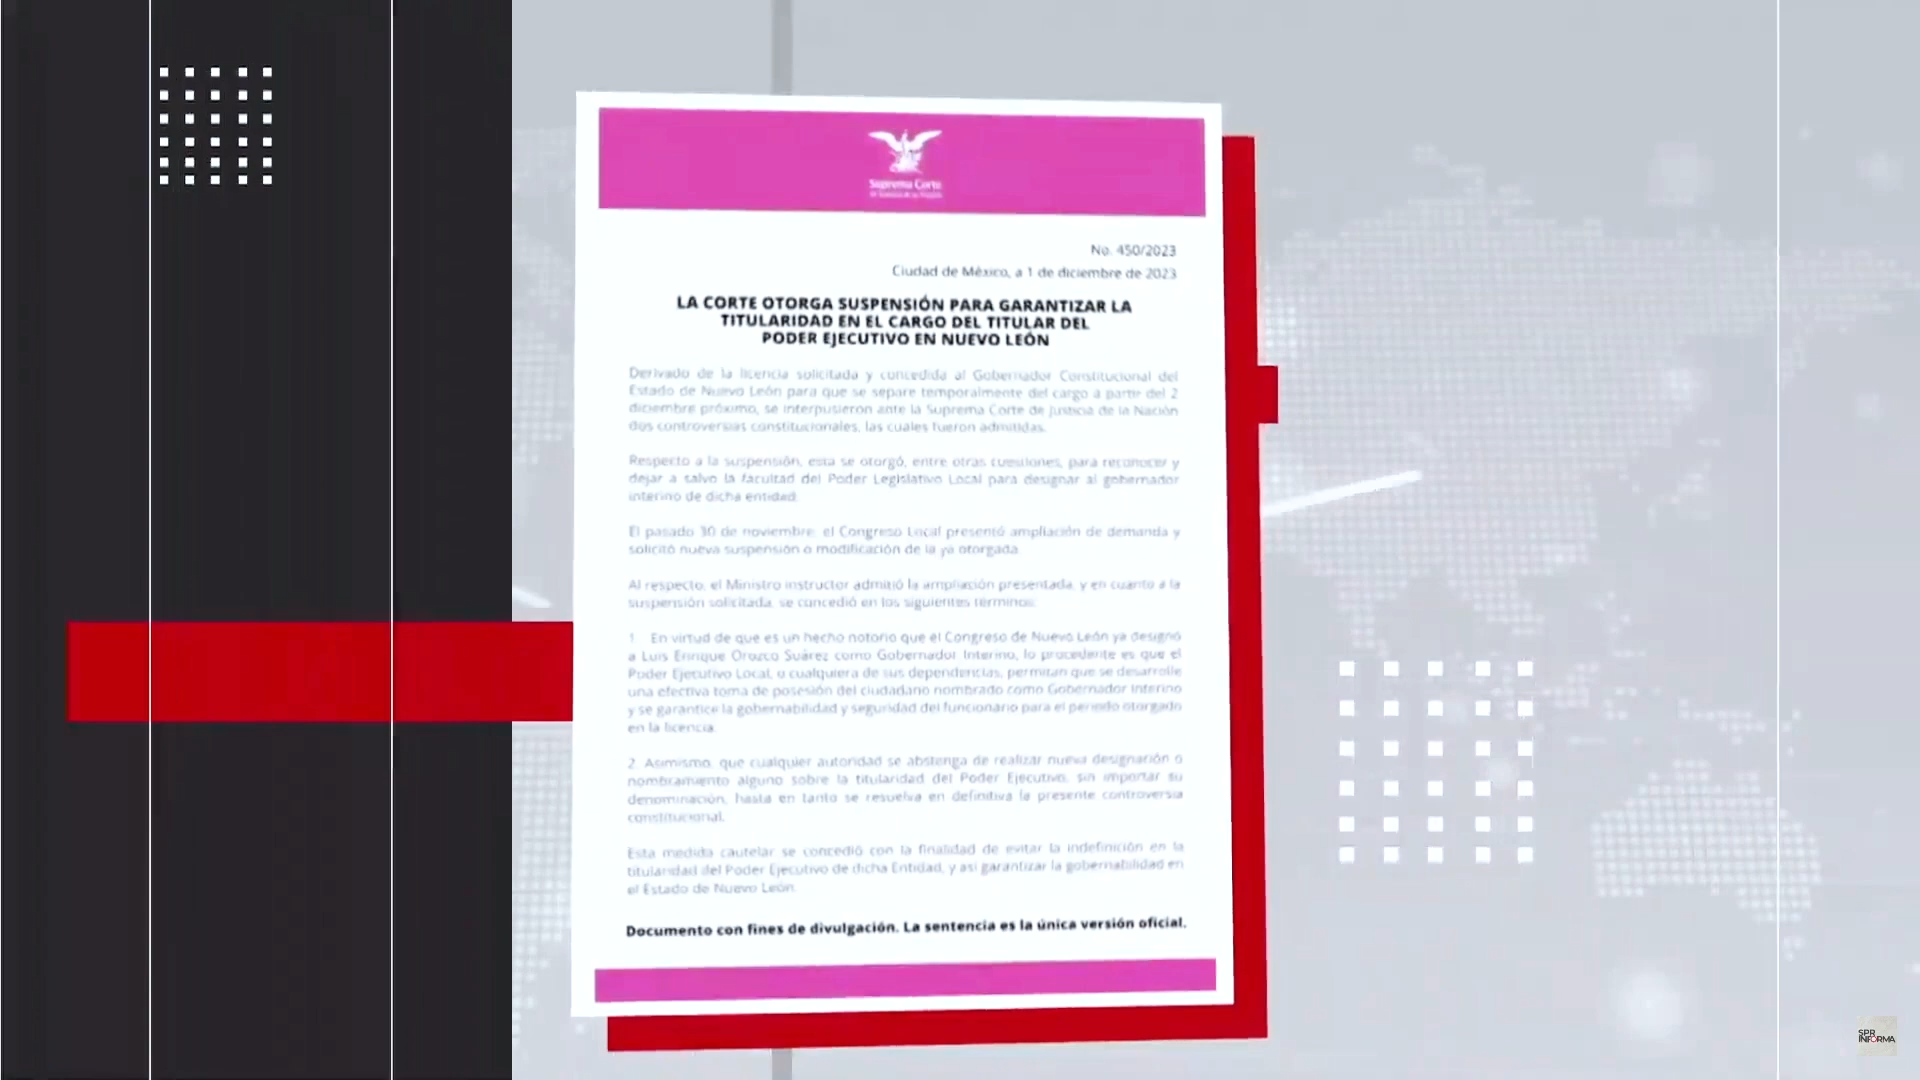 Suprema Corte
de Justicia de la Nación
No. 450/2023
Ciudad de México, a 1 de diciembre de 2023
LA CORTE OTORGA SUSPENSIÓN PARA GARANTIZAR LA
TITULARIDAD EN EL CARGO DEL TITULAR DEL
PODER EJECUTIVO EN NUEVO LEÓN
Derivado de la licencia solicitada y concedida al Gobernador Constitucional del
Estado de Nuevo León para que se separe temporalmente del cargo a partir del 2
diciembre próximo, se interpusieron ante la Suprema Corte de Justicia de la Nación
dos controversias constitucionales, las cuales fueron admitidas.
Respecto a la suspensión, esta se otorgó, entre otras cuestiones, para reconocer y
dejar a salvo la facultad del Poder Legislativo Local para designar al gobernador
interino de dicha entidad.
El pasado 30 de noviembre, el Congreso Local presentó ampliación de demanda y
solicitó nueva suspensión o modificación de la ya otorgada.
Al respecto, el Ministro instructor admitió la ampliación presentada, y en cuanto a la
suspensión solicitada, se concedió en los siguientes términos:
1. En virtud de que es un hecho notorio que el Congreso de Nuevo León ya designó
a Luis Enrique Orozco Suárez como Gobernador Interino, lo procedente es que el
Poder Ejecutivo Local, o cualquiera de sus dependencias, permitan que se desarrolle
una efectiva toma de posesión del ciudadano nombrado como Gobernador Interino
y se garantice la gobernabilidad y seguridad del funcionario para el periodo otorgado
en la licencia.
2. Asimismo, que cualquier autoridad se abstenga de realizar nueva designación o
nombramiento alguno sobre la titularidad del Poder Ejecutivo, sin importar su
denominación, hasta en tanto se resuelva en definitiva la presente controversia
constitucional.
Esta medida cautelar se concedió con la finalidad de evitar la indefinición en la
titularidad del Poder Ejecutivo de dicha Entidad, y así garantizar la gobernabilidad en
el Estado de Nuevo León.
Documento con fines de divulgación. La sentencia es la única versión oficial.
SPR
INFORMA